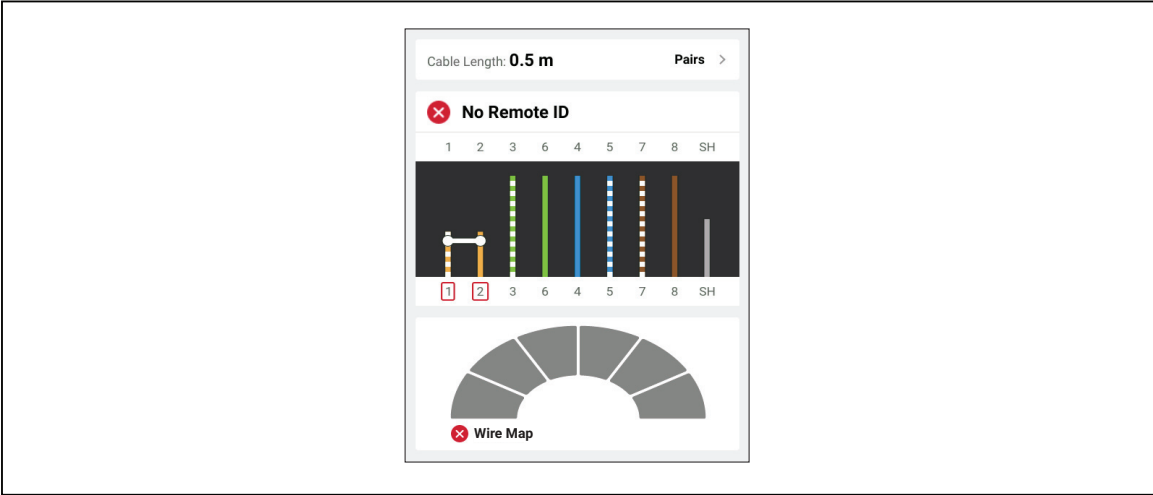 Cable Length: 0.5 m Pairs >
No Remote ID
1 2 3 6 4 5 7 8 SH
1 2 3 6 4 5 7 8 SH
Wire Map